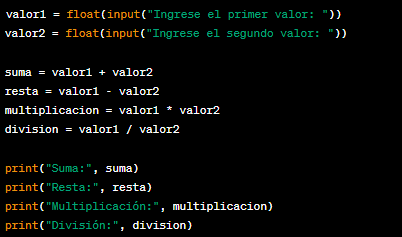 valor1 = float(input("Ingrese el primer valor: "))
valor2 = float(input("Ingrese el segundo valor: "))
suma = valor1 + valor2
resta = valor1 - valor2
multiplicacion = valor1 * valor2
division = valor1 / valor2
print("Suma:", suma)
print("Resta:", resta)
print("Multiplicación:", multiplicacion)
print("División:", division)